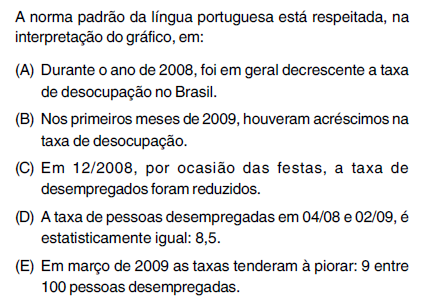 A norma padrão da língua portuguesa está respeitada, na
interpretação do gráfico, em:
(A) Durante o ano de 2008, foi em geral decrescente a taxa
de desocupação no Brasil.
(B) Nos primeiros meses de 2009, houveram acréscimos na
taxa de desocupação.
(C) Em 12/2008, por ocasião das festas, a taxa de
desempregados foram reduzidos.
(D) A taxa de pessoas desempregadas em 04/08 e 02/09, é
estatisticamente igual: 8,5.
(E) Em março de 2009 as taxas tenderam à piorar: 9 entre
100 pessoas desempregadas.